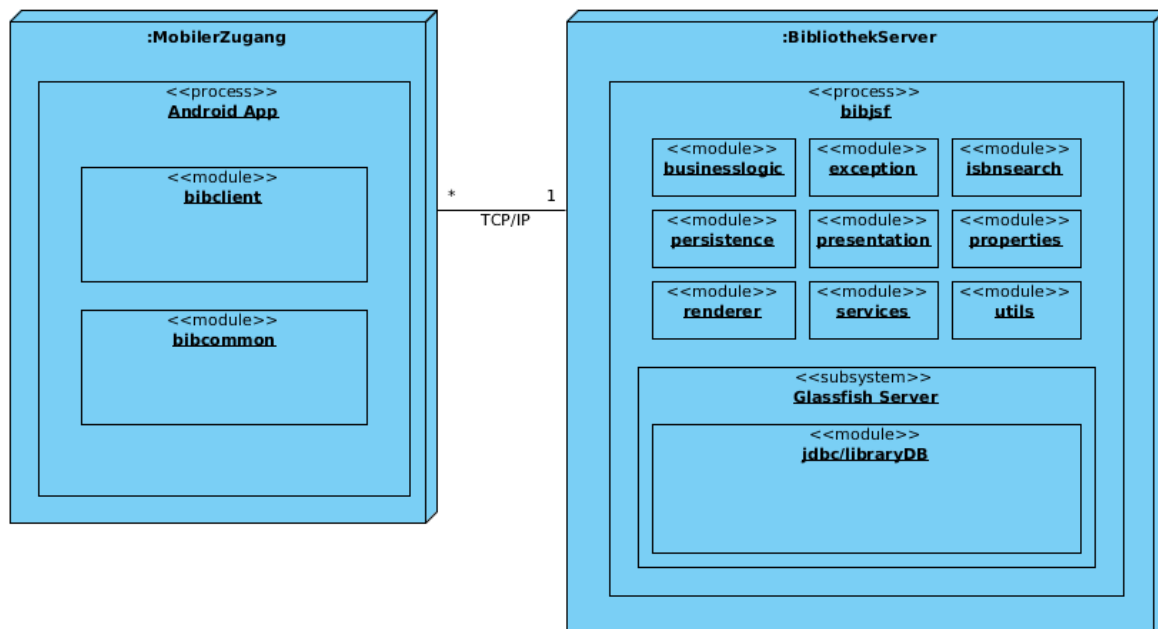 :MobilerZugang
<<process>>
Android App
<<module>>
bibclient
<<module>>
bibcommon
*
1
TCP/IP
:BibliothekServer
<<process>>
bibjsf
<<module>> <<module>> <<module>>
businesslogic exception isbnsearch
<<module>> <<module>> <<module>>
persistence presentation properties
<<module>> <<module>> <<module>>
renderer services utils
<<subsystem>>
Glassfish Server
<<module>>
jdbc/libraryDB